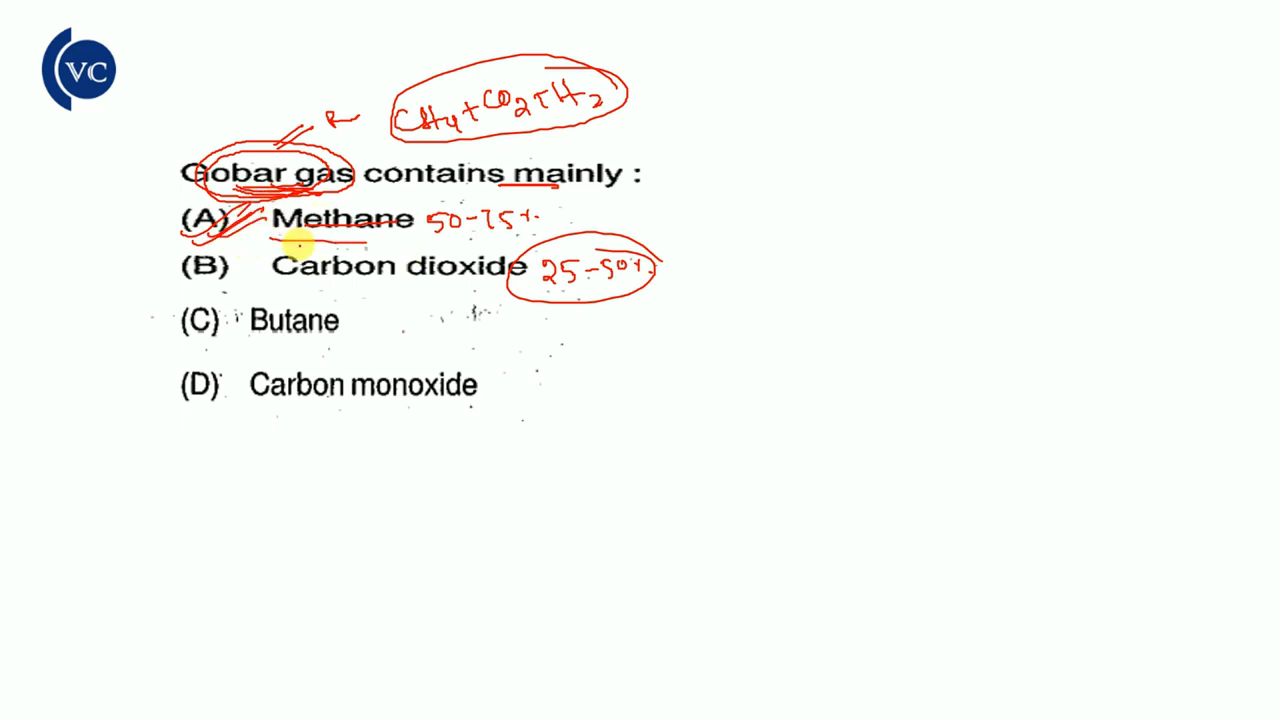 VC
CH4+CO2+H2
Gobar gas contains mainly :
(A) Methane 50-75%
(B) Carbon dioxide 25-50%
(C) Butane
(D) Carbon monoxide